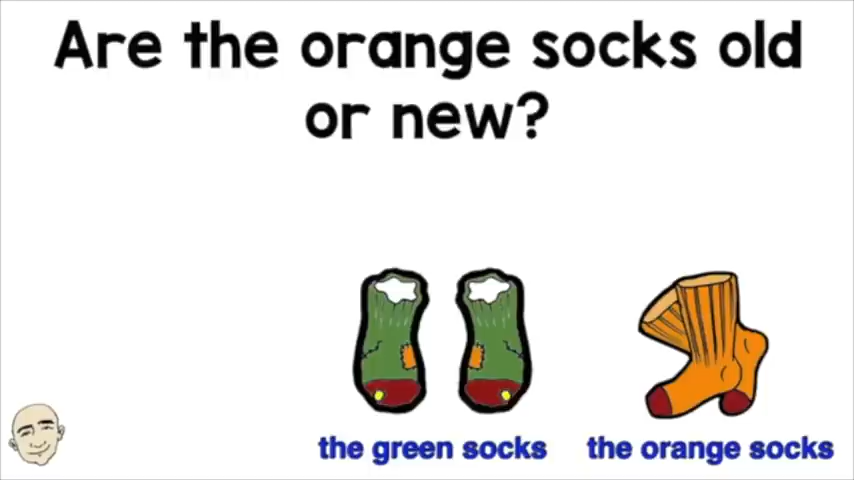 Are the orange socks old
or new?
the green socks
the orange socks